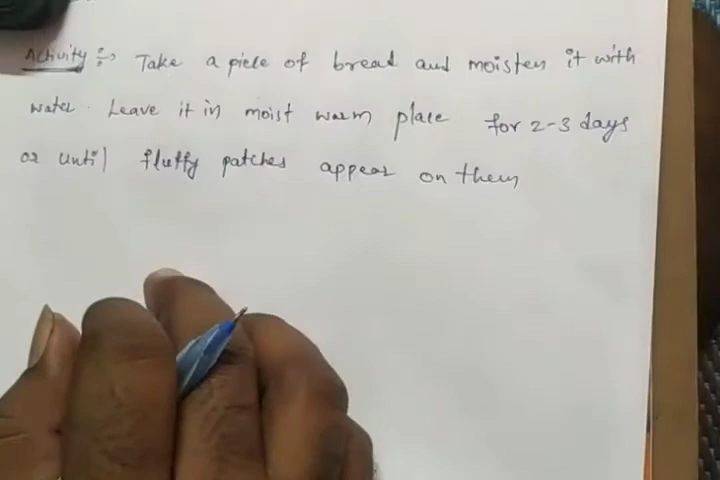 Activity :-> Take a piece of bread and moisten it with
water. Leave it in moist warm place for 2-3 days
or until fluffy patches appear on them